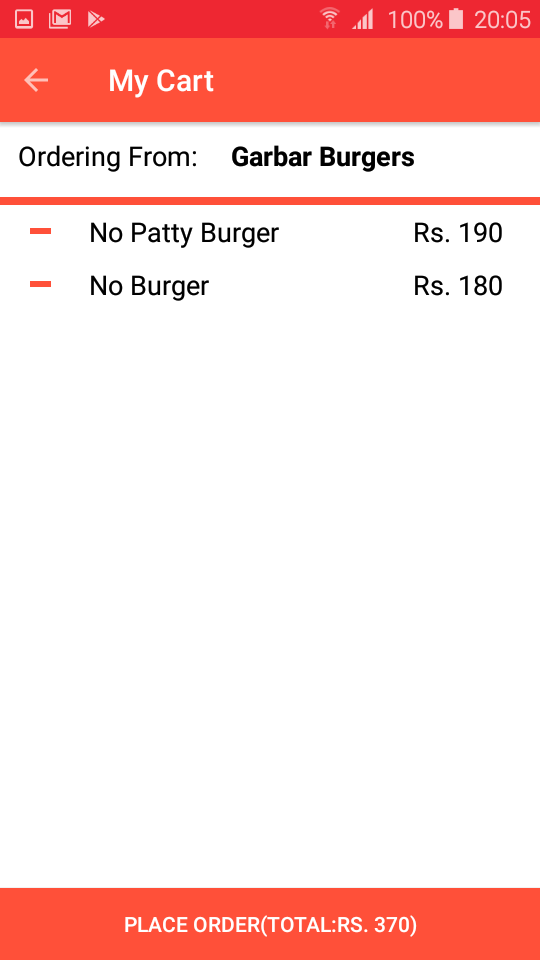 100% 20:05
My Cart
Ordering From: Garbar Burgers
No Patty Burger Rs. 190
No Burger Rs. 180
PLACE ORDER(TOTAL:RS. 370)